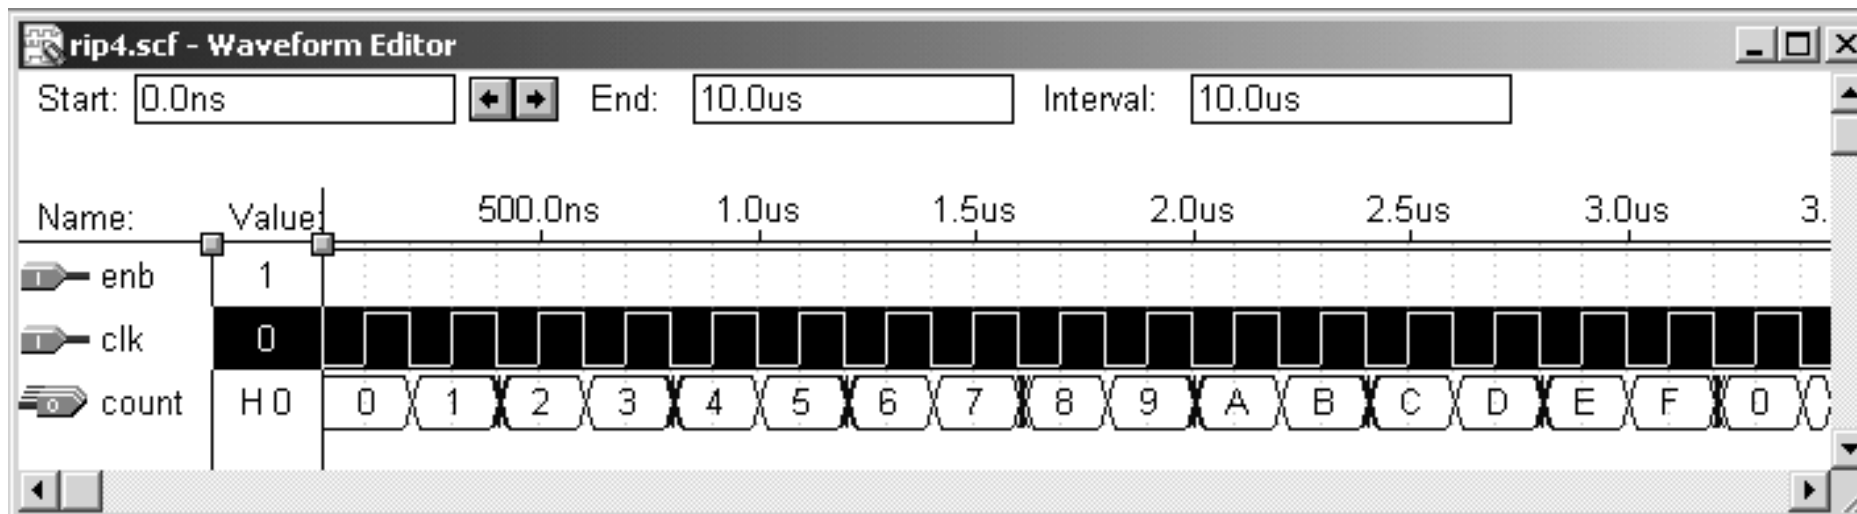 rip4.scf - Waveform Editor
Start: 0.0ns End: 10.0us Interval: 10.0us
Name: Value: 500.0ns 1.0us 1.5us 2.0us 2.5us 3.0us 3.
enb 1
clk 0
count H 0 0 1 2 3 4 5 6 7 8 9 A B C D E F 0